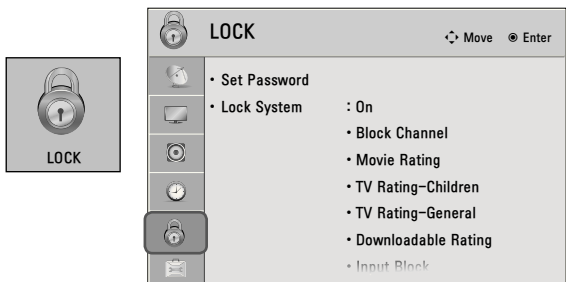 LOCK
LOCK
Move
Enter
• Set Password
• Lock System : On
• Block Channel
• Movie Rating
• TV Rating-Children
• TV Rating-General
• Downloadable Rating
• Input Block